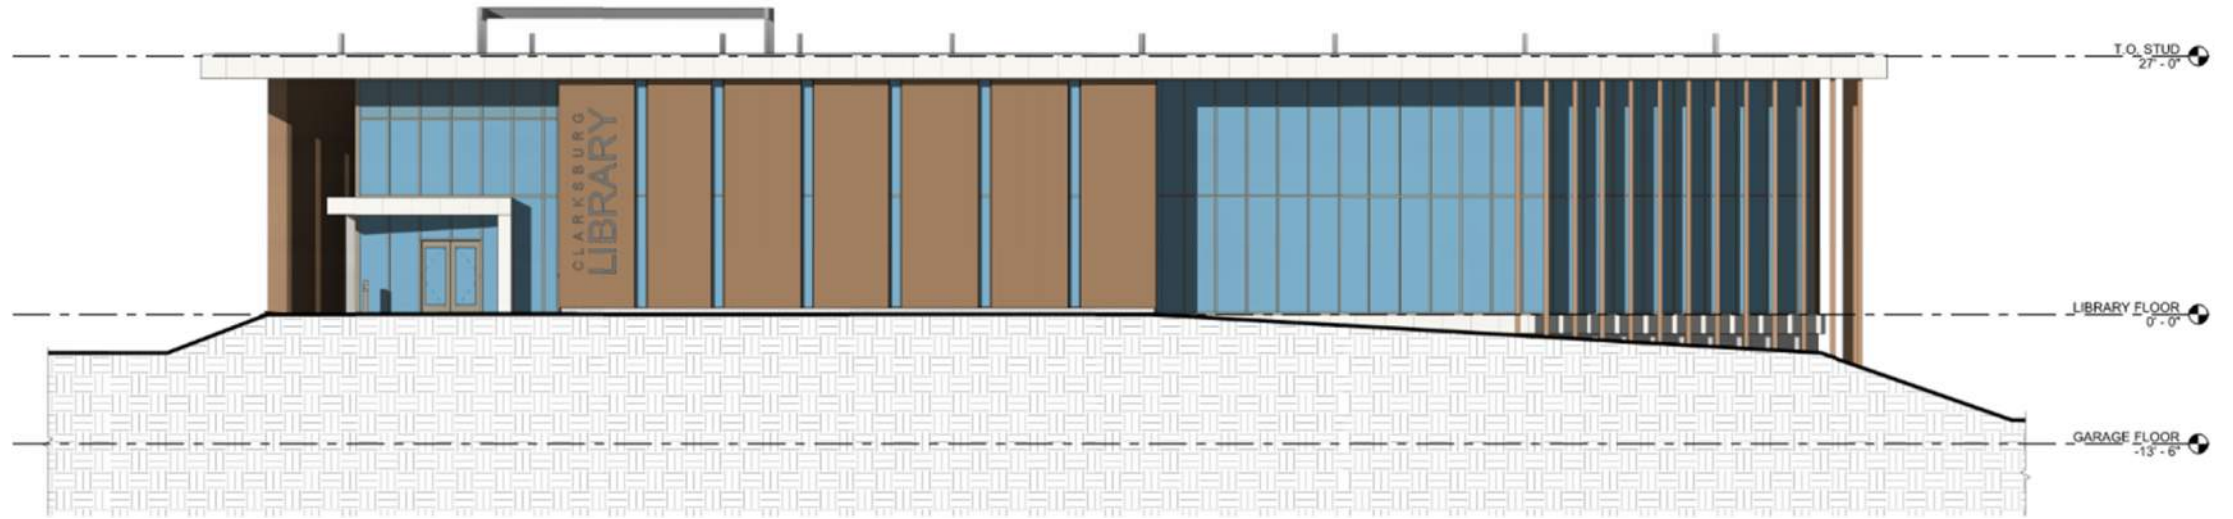 T.O. STUD
27' - 0"
CLARKSBURG
LIBRARY
LIBRARY FLOOR
0' - 0"
GARAGE FLOOR
-13' - 6"